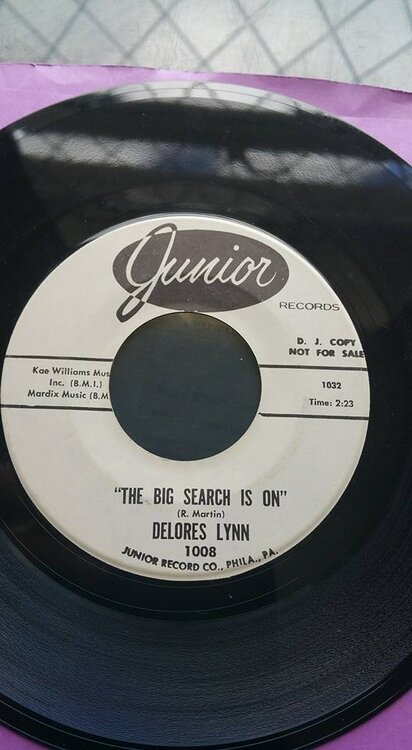 Junior
RECORDS
D. J. COPY
NOT FOR SALE
Kae Williams Mus
Inc. (B.M.I.)
Mardix Music (B.M
1032
Time: 2:23
"THE BIG SEARCH IS ON"
(R. Martin)
DELORES LYNN
1008
JUNIOR RECORD CO., PHILA., PA.